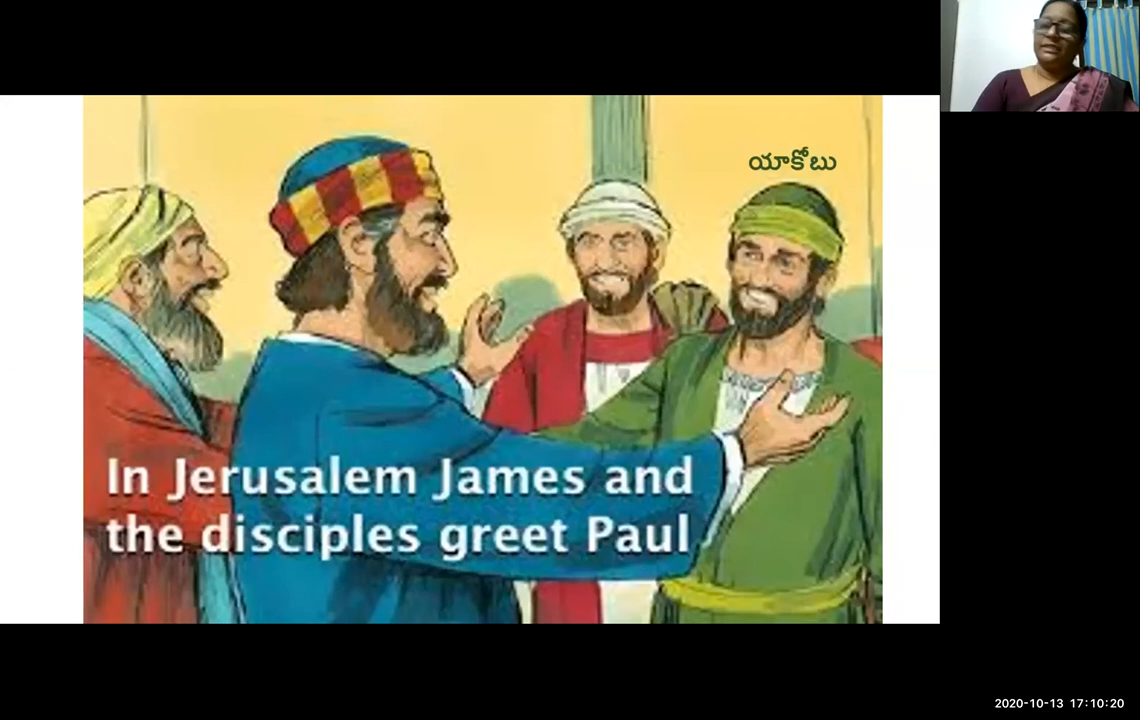 యాకోబు
In Jerusalem James and
the disciples greet Paul
2020-10-13 17:10:20